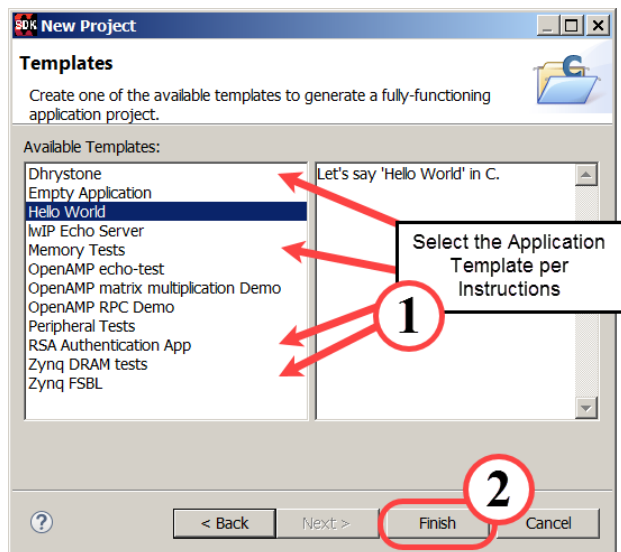 SDK New Project
Templates
Create one of the available templates to generate a fully-functioning
application project.
Available Templates:
Dhrystone
Empty Application
Hello World
lwIP Echo Server
Memory Tests
OpenAMP echo-test
OpenAMP matrix multiplication Demo
OpenAMP RPC Demo
Peripheral Tests
RSA Authentication App
Zynq DRAM tests
Zynq FSBL
Let's say 'Hello World' in C.
Select the Application
Template per
Instructions
1
2
?
< Back
Next >
Finish
Cancel